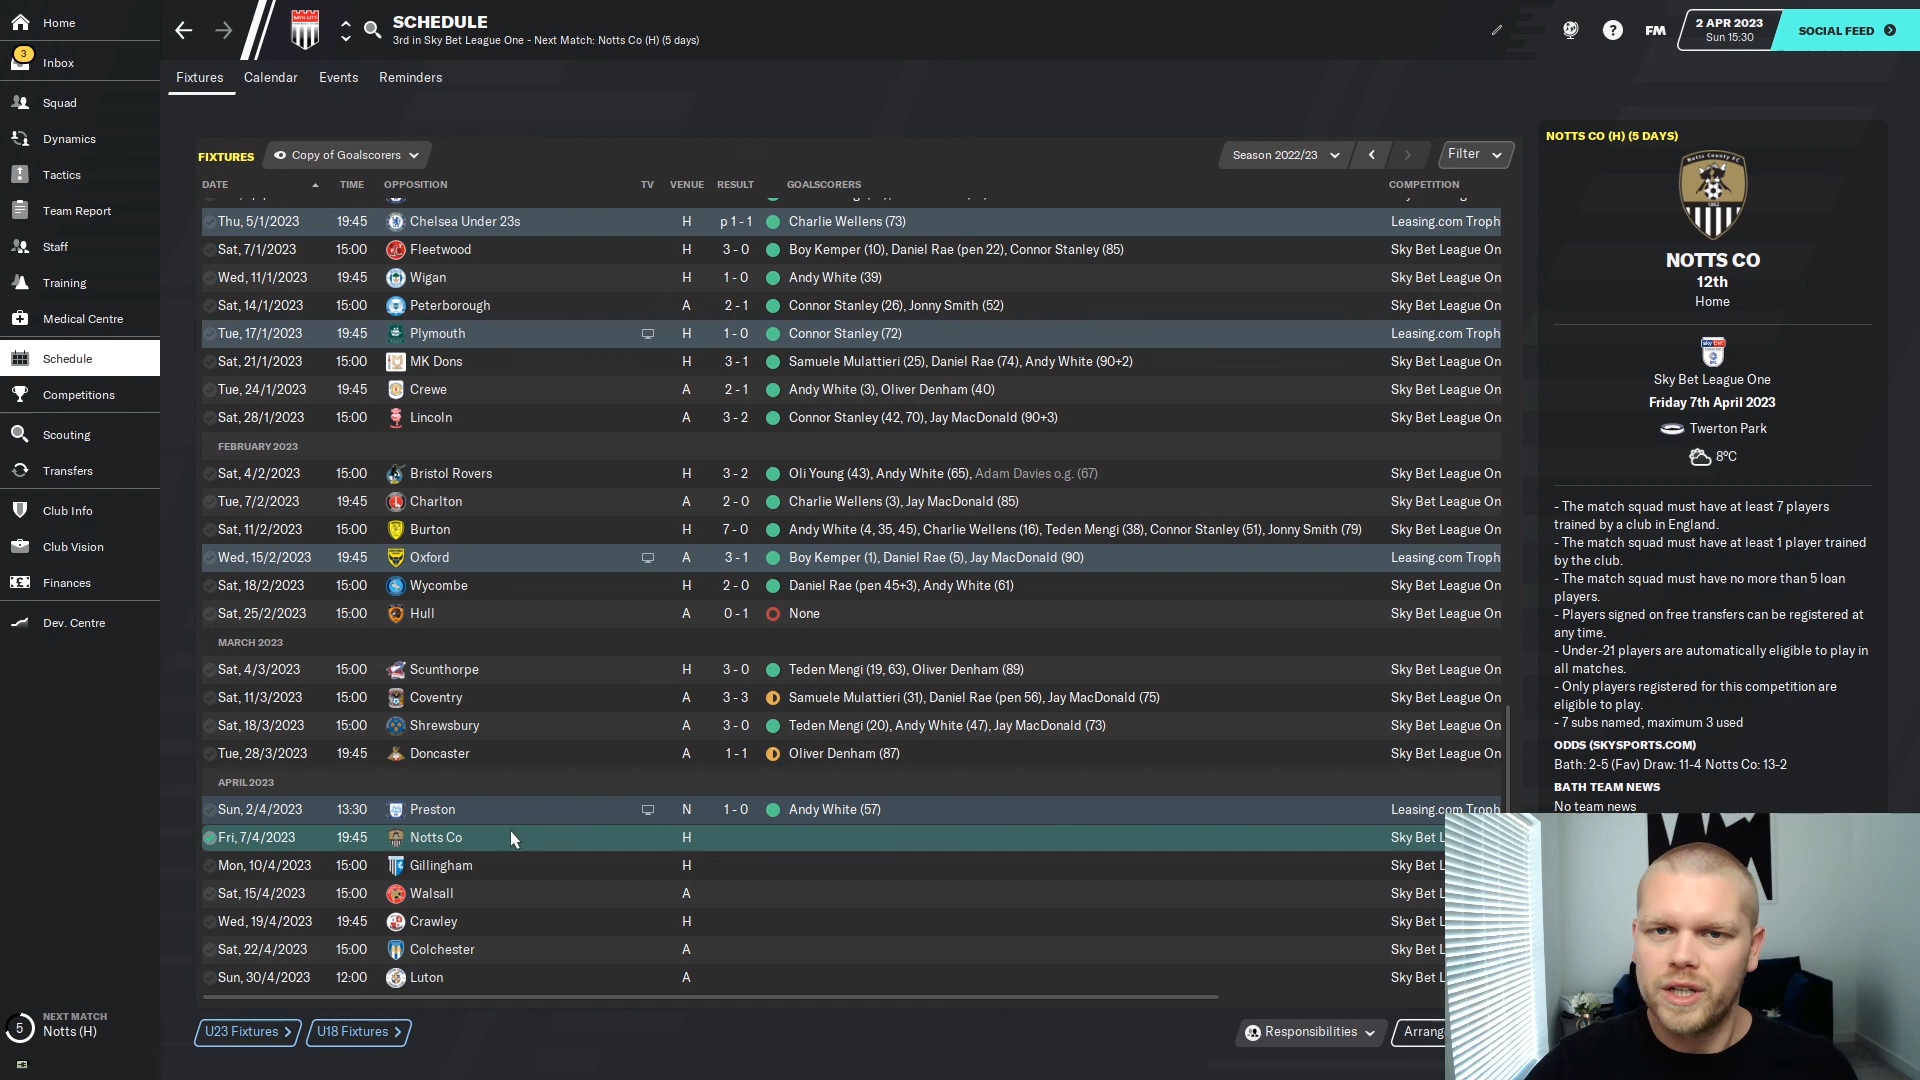 Home
3
Inbox
Squad
Dynamics
Tactics
Team Report
Staff
Training
Medical Centre
Schedule
Competitions
Scouting
Transfers
Club Info
Club Vision
Finances
Dev. Centre
5
NEXT MATCH
Notts (H)
BATH CITY
SCHEDULE
3rd in Sky Bet League One - Next Match: Notts Co (H) (5 days)
FM
2 APR 2023
Sun 15:30
SOCIAL FEED
Fixtures Calendar Events Reminders
FIXTURES
Copy of Goalscorers
Season 2022/23
Filter
DATE TIME OPPOSITION TV VENUE RESULT GOALSCORERS COMPETITION
Thu, 5/1/2023 19:45 Chelsea Under 23s H p 1 - 1 Charlie Wellens (73) Leasing.com Troph
Sat, 7/1/2023 15:00 Fleetwood H 3 - 0 Boy Kemper (10), Daniel Rae (pen 22), Connor Stanley (85) Sky Bet League On
Wed, 11/1/2023 19:45 Wigan H 1 - 0 Andy White (39) Sky Bet League On
Sat, 14/1/2023 15:00 Peterborough A 2 - 1 Connor Stanley (26), Jonny Smith (52) Sky Bet League On
Tue, 17/1/2023 19:45 Plymouth H 1 - 0 Connor Stanley (72) Leasing.com Troph
Sat, 21/1/2023 15:00 MK Dons H 3 - 1 Samuele Mulattieri (25), Daniel Rae (74), Andy White (90+2) Sky Bet League On
Tue, 24/1/2023 19:45 Crewe A 2 - 1 Andy White (3), Oliver Denham (40) Sky Bet League On
Sat, 28/1/2023 15:00 Lincoln A 3 - 2 Connor Stanley (42, 70), Jay MacDonald (90+3) Sky Bet League On
FEBRUARY 2023
Sat, 4/2/2023 15:00 Bristol Rovers H 3 - 2 Oli Young (43), Andy White (65), Adam Davies o.g. (67) Sky Bet League On
Tue, 7/2/2023 19:45 Charlton A 2 - 0 Charlie Wellens (3), Jay MacDonald (85) Sky Bet League On
Sat, 11/2/2023 15:00 Burton H 7 - 0 Andy White (4, 35, 45), Charlie Wellens (16), Teden Mengi (38), Connor Stanley (51), Jonny Smith (79) Sky Bet League On
Wed, 15/2/2023 19:45 Oxford A 3 - 1 Boy Kemper (1), Daniel Rae (5), Jay MacDonald (90) Leasing.com Troph
Sat, 18/2/2023 15:00 Wycombe H 2 - 0 Daniel Rae (pen 45+3), Andy White (61) Sky Bet League On
Sat, 25/2/2023 15:00 Hull A 0 - 1 None Sky Bet League On
MARCH 2023
Sat, 4/3/2023 15:00 Scunthorpe H 3 - 0 Teden Mengi (19, 63), Oliver Denham (89) Sky Bet League On
Sat, 11/3/2023 15:00 Coventry A 3 - 3 Samuele Mulattieri (31), Daniel Rae (pen 56), Jay MacDonald (75) Sky Bet League On
Sat, 18/3/2023 15:00 Shrewsbury A 3 - 0 Teden Mengi (20), Andy White (47), Jay MacDonald (73) Sky Bet League On
Tue, 28/3/2023 19:45 Doncaster A 1 - 1 Oliver Denham (87) Sky Bet League On
APRIL 2023
Sun, 2/4/2023 13:30 Preston N 1 - 0 Andy White (57) Leasing.com Troph
Fri, 7/4/2023 19:45 Notts Co H Sky Bet L
Mon, 10/4/2023 15:00 Gillingham H Sky Bet L
Sat, 15/4/2023 15:00 Walsall A Sky Bet L
Wed, 19/4/2023 19:45 Crawley H Sky Bet L
Sat, 22/4/2023 15:00 Colchester A Sky Bet L
Sun, 30/4/2023 12:00 Luton A Sky Bet L
U23 Fixtures
U18 Fixtures
Responsibilities
Arrang
NOTTS CO (H) (5 DAYS)
Notts County FC
NOTTS CO
12th
Home
sky bet
EFL
Sky Bet League One
Friday 7th April 2023
Twerton Park
8°C
- The match squad must have at least 7 players
trained by a club in England.
- The match squad must have at least 1 player trained
by the club.
- The match squad must have no more than 5 loan
players.
- Players signed on free transfers can be registered at
any time.
- Under-21 players are automatically eligible to play in
all matches.
- Only players registered for this competition are
eligible to play.
- 7 subs named, maximum 3 used
ODDS (SKYSPORTS.COM)
Bath: 2-5 (Fav) Draw: 11-4 Notts Co: 13-2
BATH TEAM NEWS
No team news